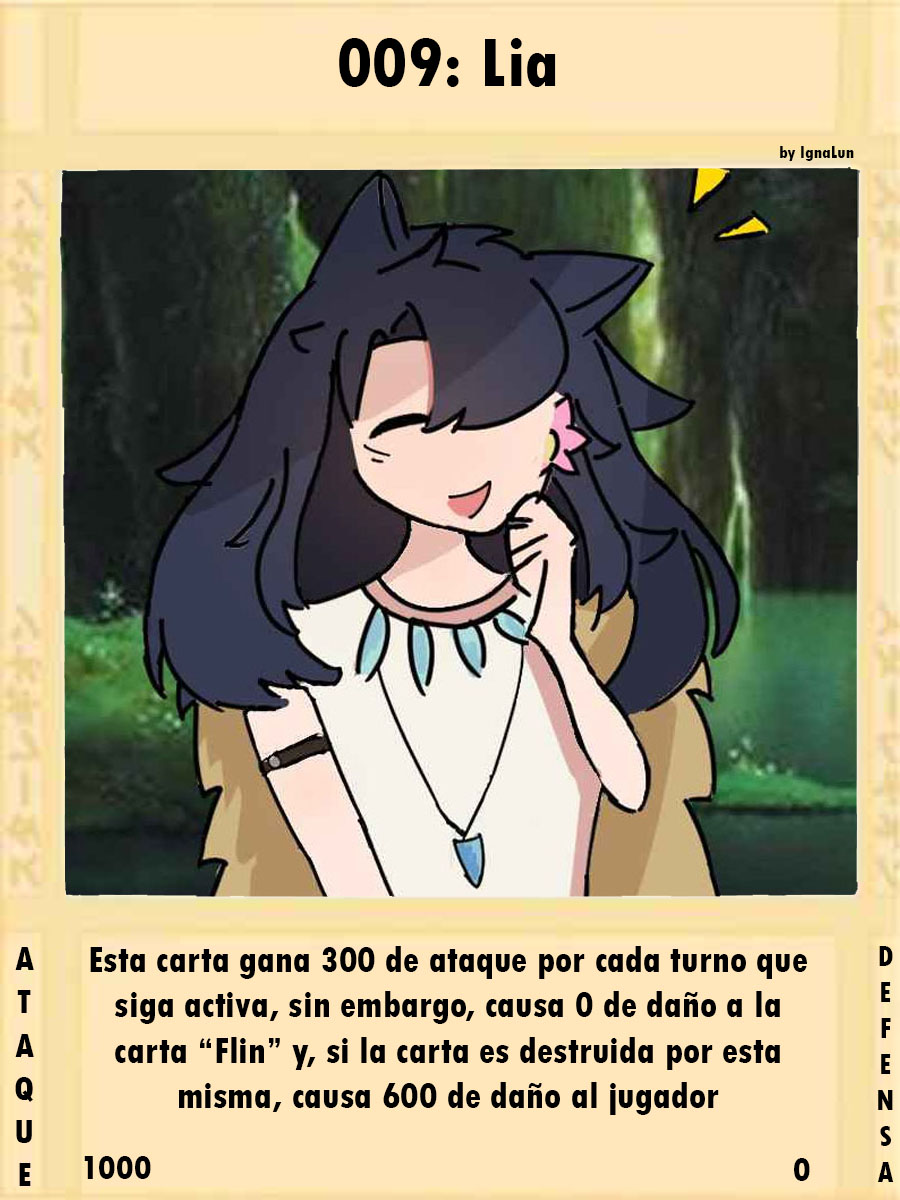 009: Lia
by IgnaLun
Esta carta gana 300 de ataque por cada turno que
siga activa, sin embargo, causa 0 de daño a la
carta “Flin” y, si la carta es destruida por esta
misma, causa 600 de daño al jugador
ATAQUE
1000
0
DEFENSA